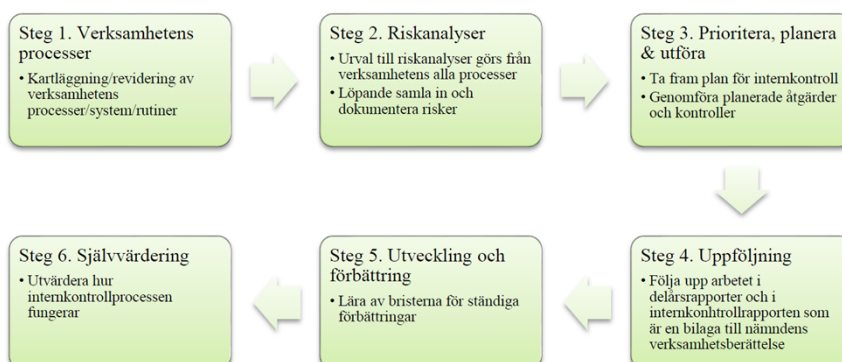 Steg 1. Verksamhetens
processer
• Kartläggning/revidering av
verksamhetens
processer/system/rutiner
Steg 2. Riskanalyser
• Urval till riskanalyser görs från
verksamhetens alla processer
• Löpande samla in och
dokumentera risker
Steg 3. Prioritera, planera
& utföra
• Ta fram plan för internkontroll
• Genomföra planerade åtgärder
och kontroller
Steg 4. Uppföljning
• Följa upp arbetet i
delårsrapporter och i
internkonhtrollrapporten som
är en bilaga till nämndens
verksamhetsberättelse
Steg 5. Utveckling och
förbättring
• Lära av bristerna för ständiga
förbättringar
Steg 6. Självvärdering
• Utvärdera hur
internkontrollprocessen
fungerar